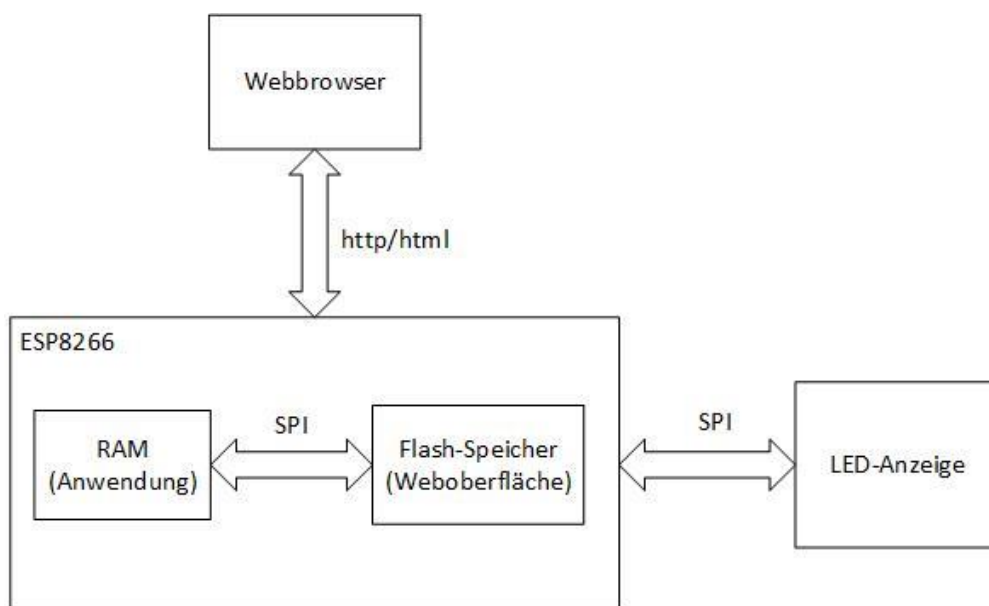 Webbrowser
http/html
ESP8266
RAM
(Anwendung)
SPI
Flash-Speicher
(Weboberfläche)
SPI
LED-Anzeige